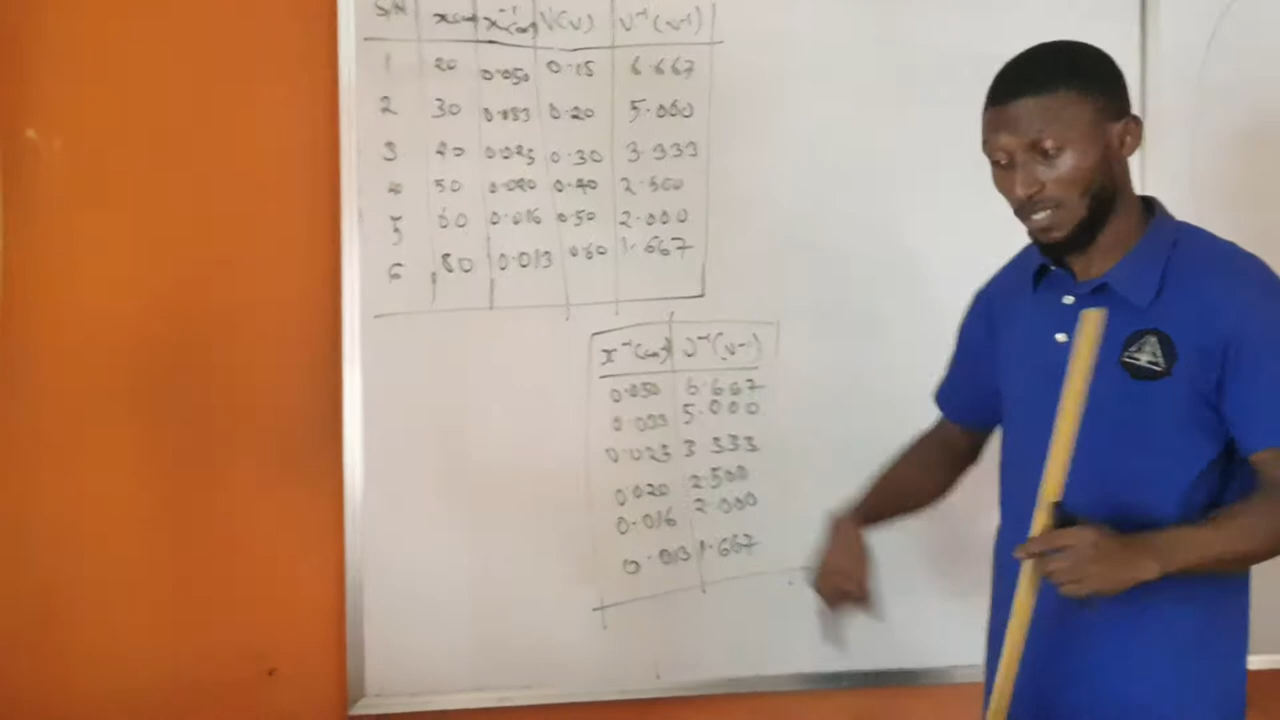 S/N x(cm) x⁻¹(cm) V(V) V⁻¹(V⁻¹)
1 20 0.050 0.15 6.667
2 30 0.033 0.20 5.000
3 40 0.025 0.30 3.333
4 50 0.020 0.40 2.500
5 60 0.016 0.50 2.000
6 80 0.013 0.60 1.667
x⁻¹(cm) V⁻¹(V⁻¹)
0.050 6.667
0.033 5.000
0.025 3.333
0.020 2.500
0.016 2.000
0.013 1.667